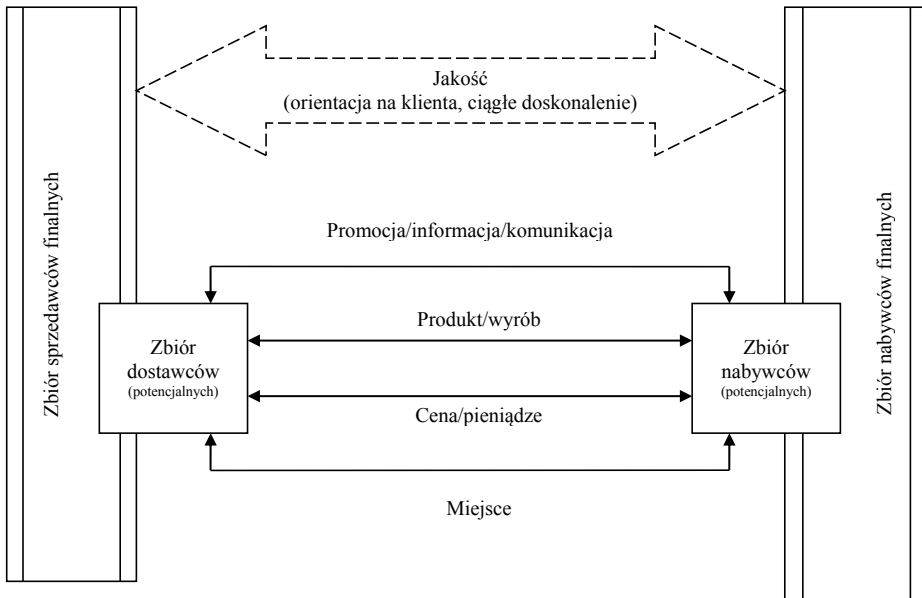 Jakość
(orientacja na klienta, ciągłe doskonalenie)
Zbiór sprzedawców finalnych
Zbiór nabywców finalnych
Promocja/informacja/komunikacja
Produkt/wyrób
Zbiór
dostawców
(potencjalnych)
Zbiór
nabywców
(potencjalnych)
Cena/pieniądze
Miejsce